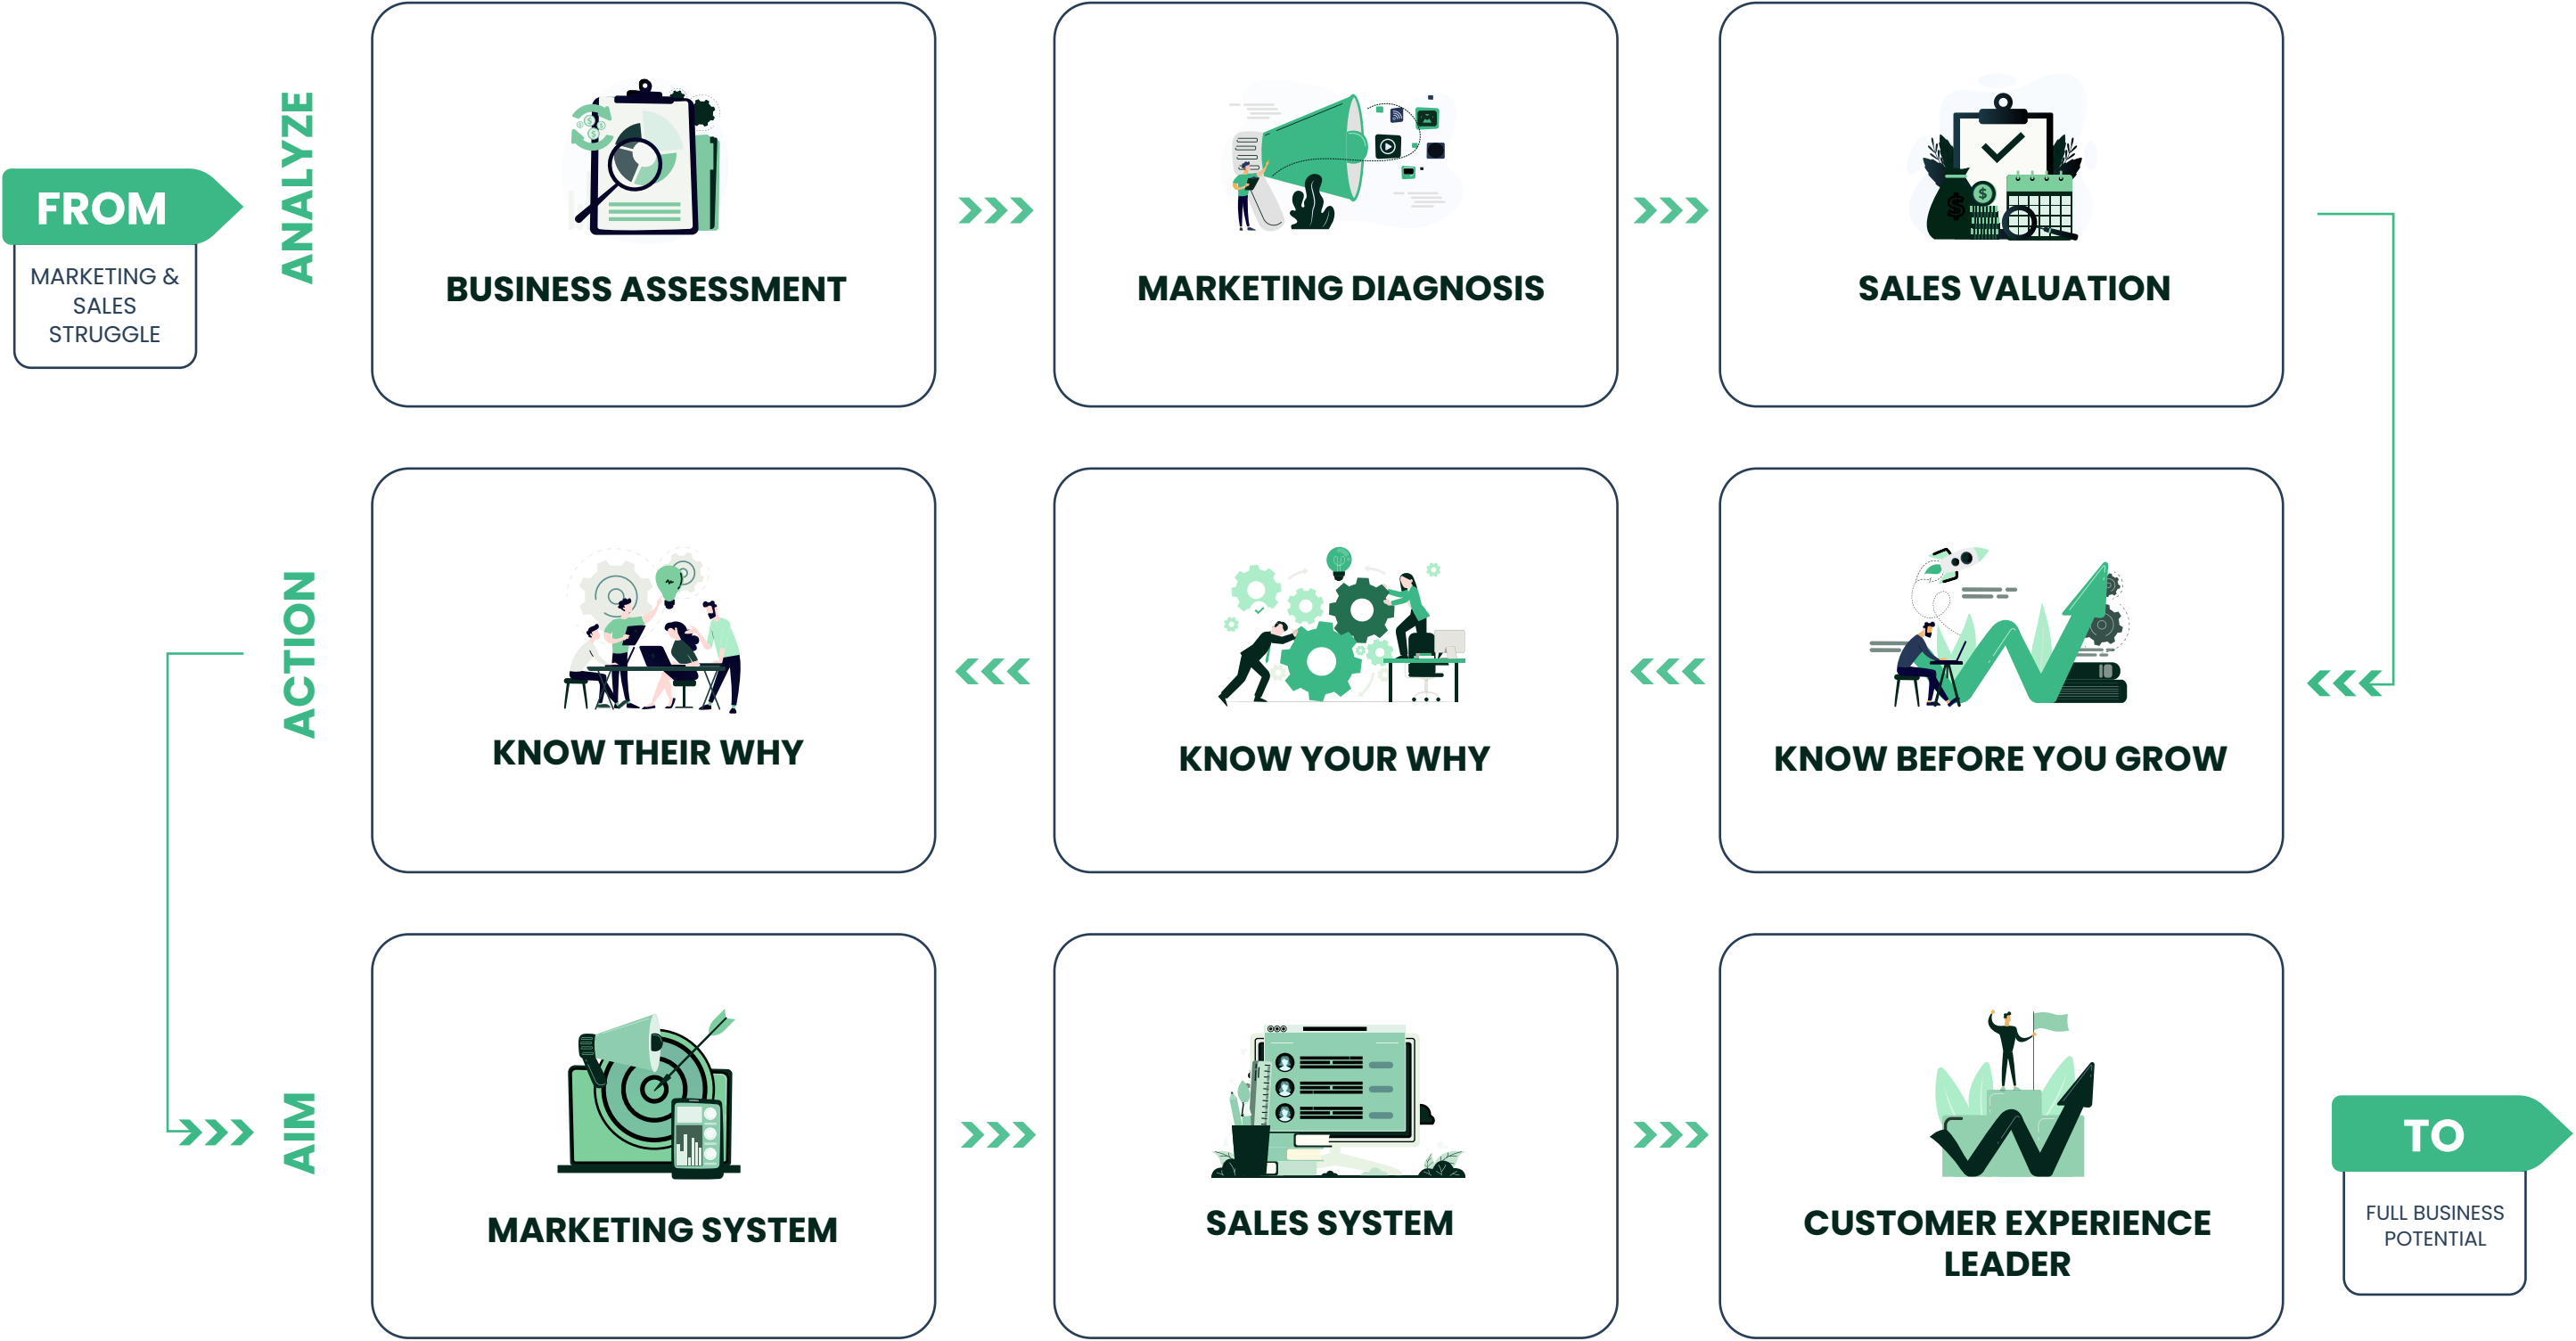 FROM
MARKETING &
SALES
STRUGGLE
ANALYZE
BUSINESS ASSESSMENT
MARKETING DIAGNOSIS
SALES VALUATION
ACTION
KNOW THEIR WHY
KNOW YOUR WHY
KNOW BEFORE YOU GROW
AIM
MARKETING SYSTEM
SALES SYSTEM
CUSTOMER EXPERIENCE
LEADER
TO
FULL BUSINESS
POTENTIAL